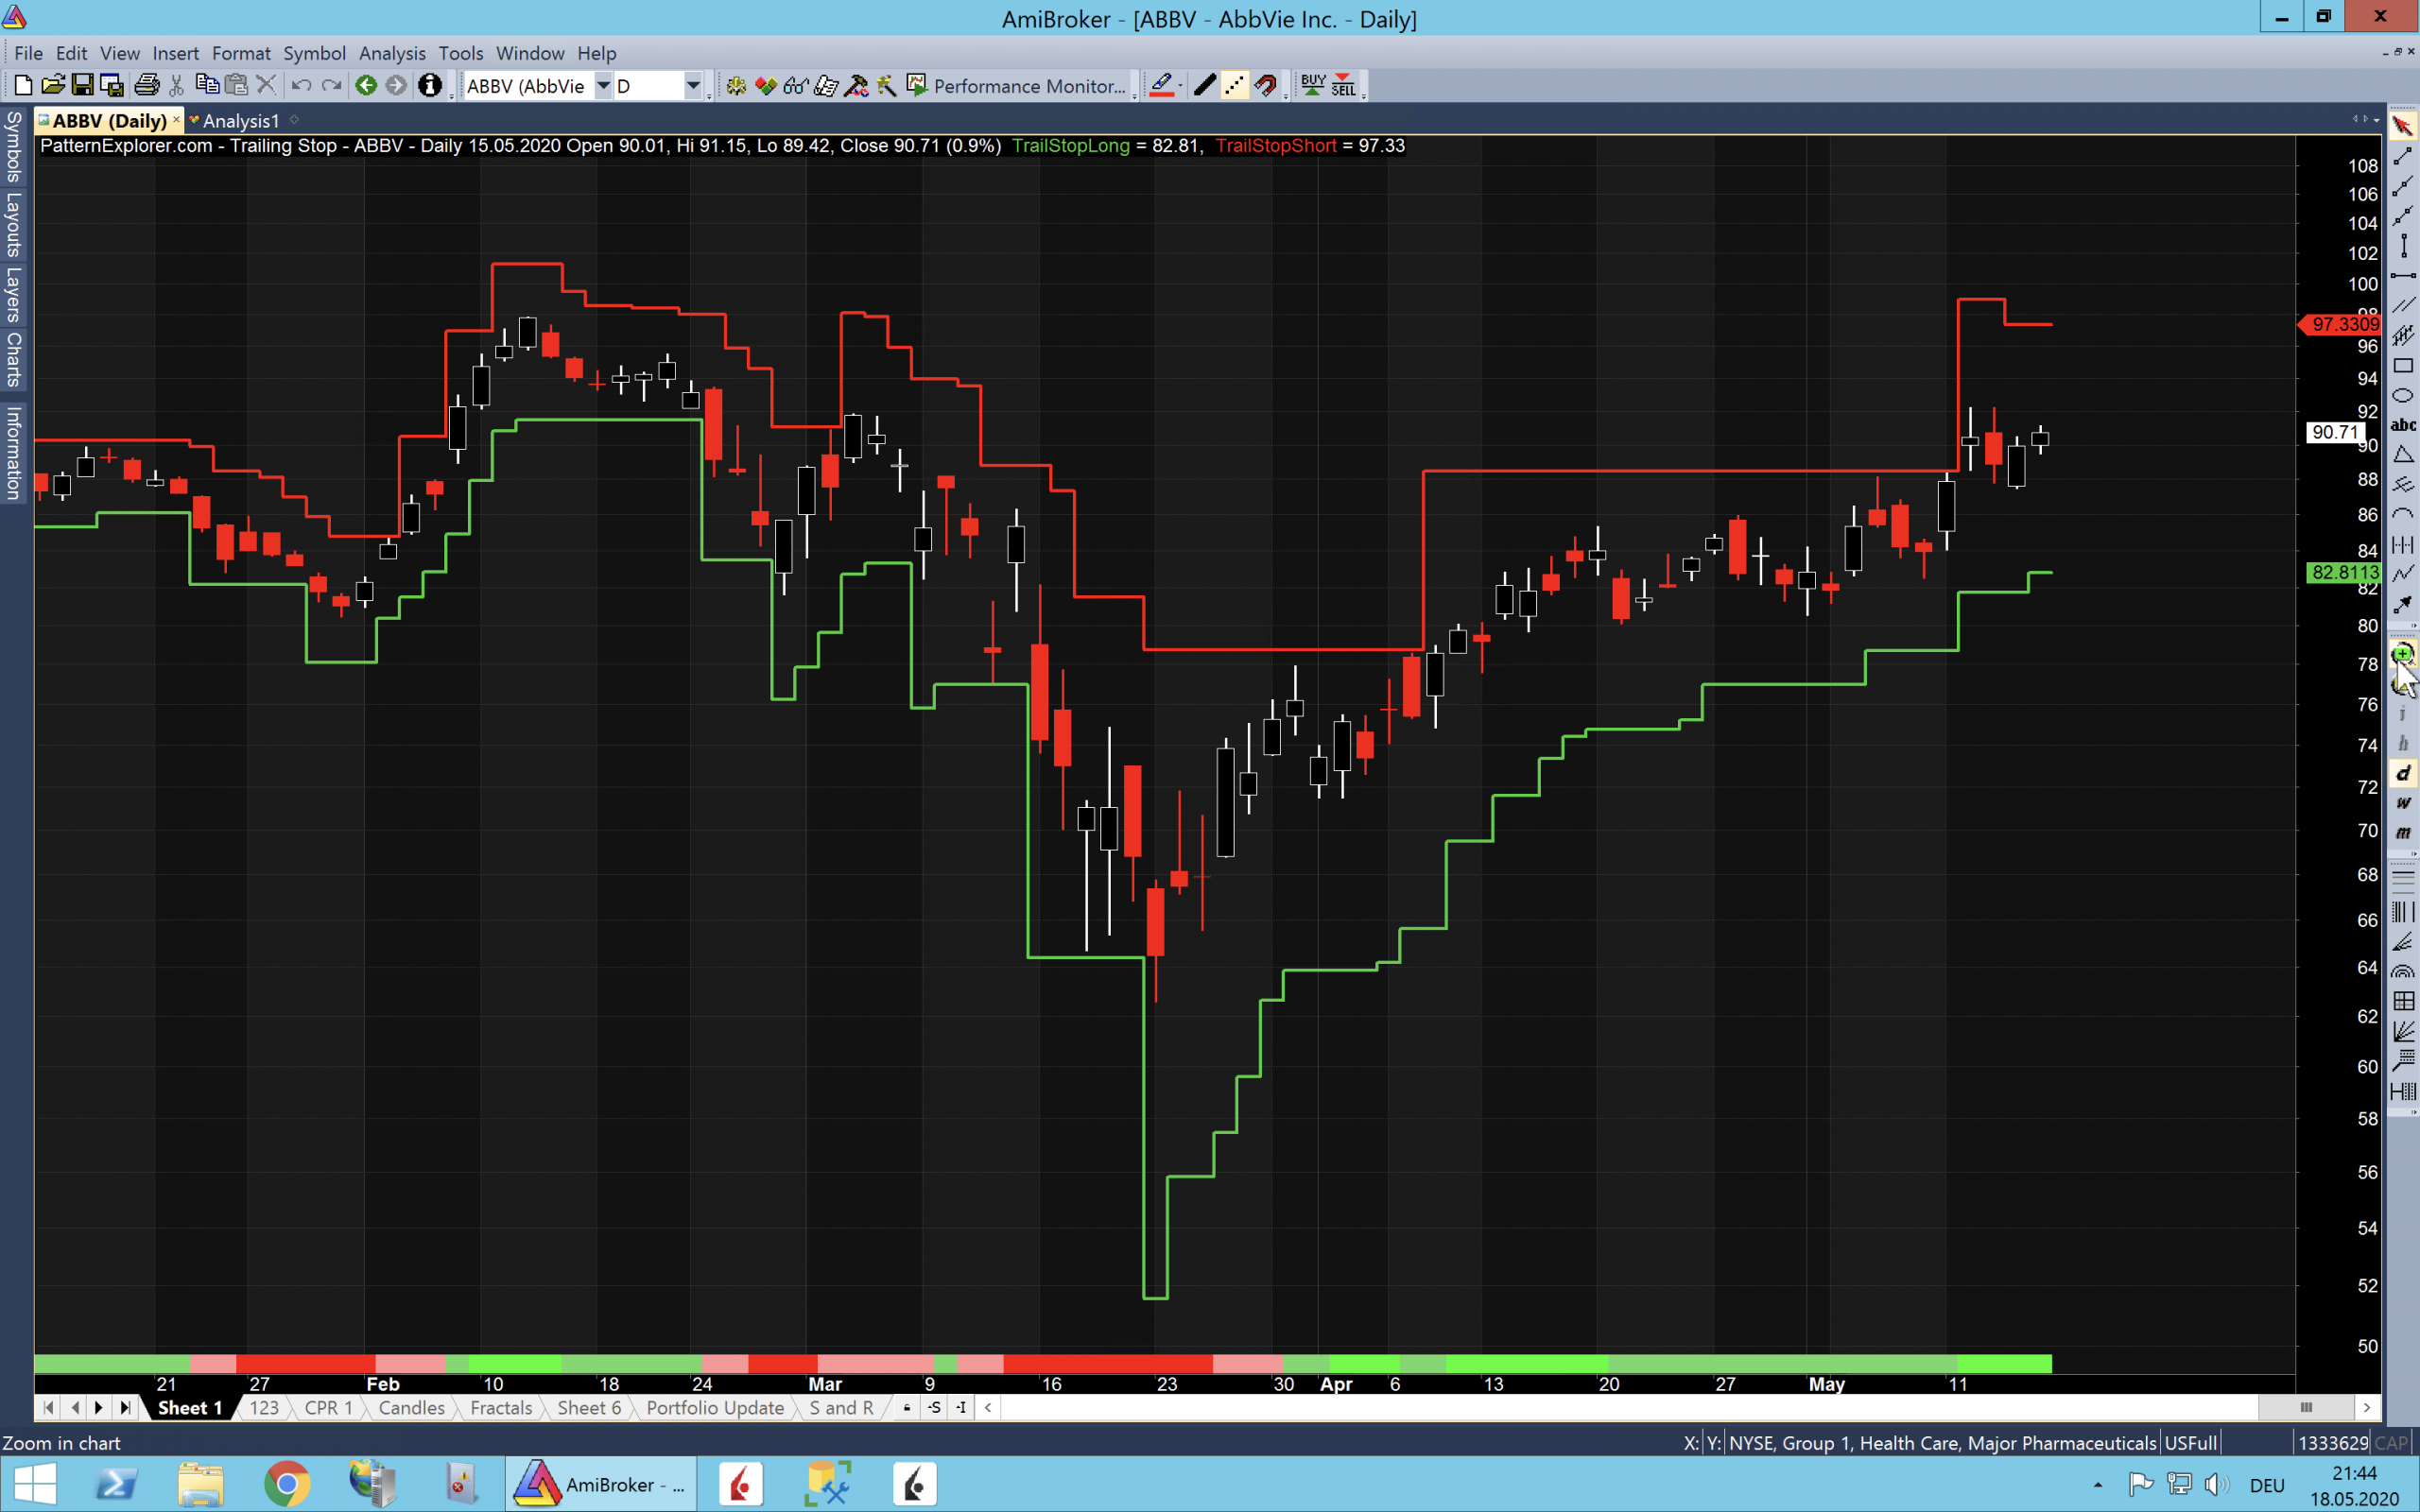 AmiBroker - [ABBV - AbbVie Inc. - Daily]
File Edit View Insert Format Symbol Analysis Tools Window Help
ABBV (AbbVie D Performance Monitor... BUY SELL
ABBV (Daily) Analysis1
PatternExplorer.com - Trailing Stop - ABBV - Daily 15.05.2020 Open 90.01, Hi 91.15, Lo 89.42, Close 90.71 (0.9%) TrailStopLong = 82.81, TrailStopShort = 97.33
Symbols
Layouts
Layers
Charts
Information
108
106
104
102
100
98
97.3309
96
94
92
90.71
90
88
86
84
82.8113
82
80
78
76
74
72
70
68
66
64
62
60
58
56
54
52
50
abc
h
d
w
m
21 27 Feb 10 18 24 Mar 9 16 23 30 Apr 6 13 20 27 May 11
Sheet 1 123 CPR 1 Candles Fractals Sheet 6 Portfolio Update S and R -S -I
Zoom in chart X: Y: NYSE, Group 1, Health Care, Major Pharmaceuticals USFull 1333629 CAP
AmiBroker - ... DEU 21:44
18.05.2020